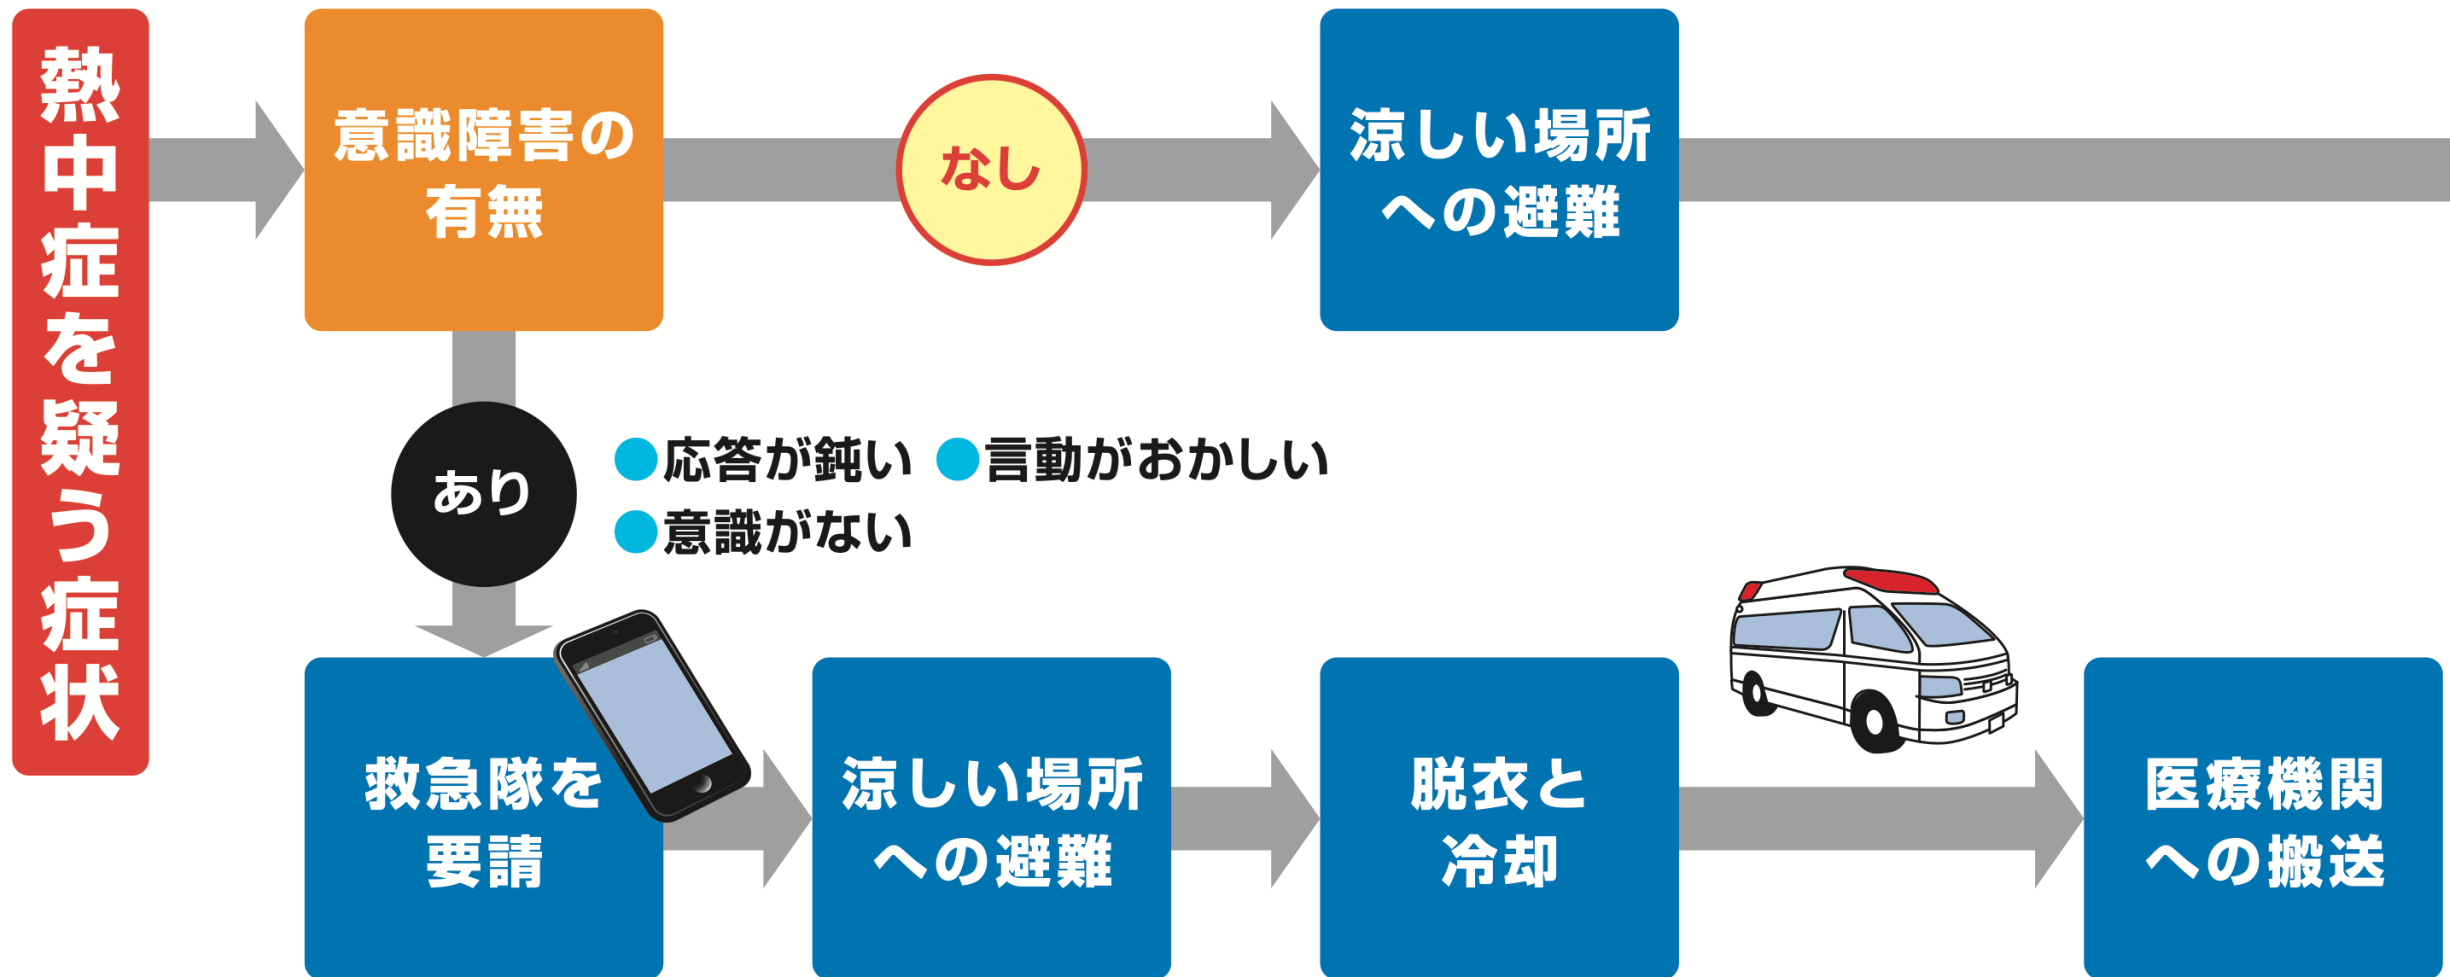 熱中症を疑う症状
意識障害の
有無
なし
涼しい場所
への避難
あり
●応答が鈍い ●言動がおかしい
●意識がない
救急隊を
要請
涼しい場所
への避難
脱衣と
冷却
医療機関
への搬送